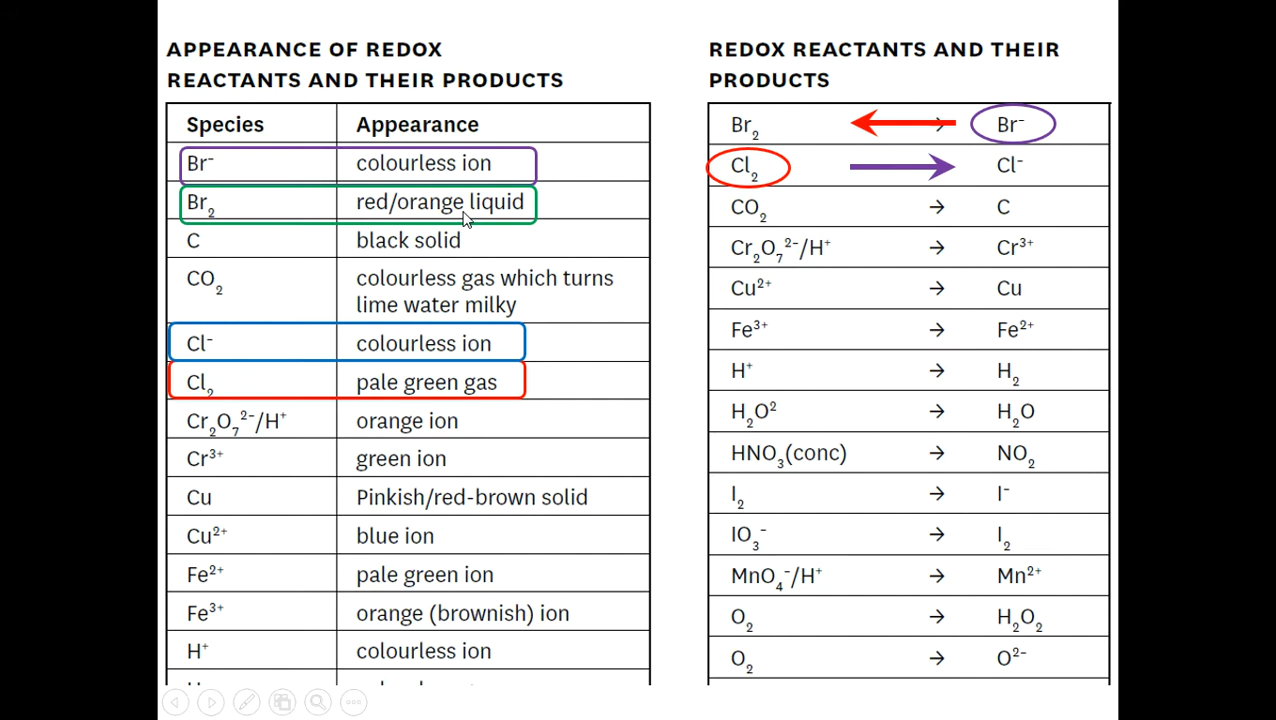 APPEARANCE OF REDOX
REACTANTS AND THEIR PRODUCTS
Species Appearance
Br⁻ colourless ion
Br₂ red/orange liquid
C black solid
CO₂ colourless gas which turns
lime water milky
Cl⁻ colourless ion
Cl₂ pale green gas
Cr₂O₇²⁻/H⁺ orange ion
Cr³⁺ green ion
Cu Pinkish/red-brown solid
Cu²⁺ blue ion
Fe²⁺ pale green ion
Fe³⁺ orange (brownish) ion
H⁺ colourless ion
REDOX REACTANTS AND THEIR
PRODUCTS
Br₂ → Br⁻
Cl₂ → Cl⁻
CO₂ → C
Cr₂O₇²⁻/H⁺ → Cr³⁺
Cu²⁺ → Cu
Fe³⁺ → Fe²⁺
H⁺ → H₂
H₂O² → H₂O
HNO₃(conc) → NO₂
I₂ → I⁻
IO₃⁻ → I₂
MnO₄⁻/H⁺ → Mn²⁺
O₂ → H₂O₂
O₂ → O²⁻